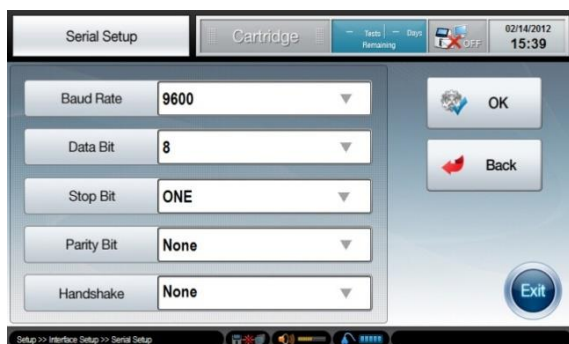 Serial Setup
Cartridge
– Tests – Days
Remaining
OFF
02/14/2012
15:39
Baud Rate
9600
OK
Data Bit
8
Back
Stop Bit
ONE
Parity Bit
None
Handshake
None
Exit
Setup >> Interface Setup >> Serial Setup